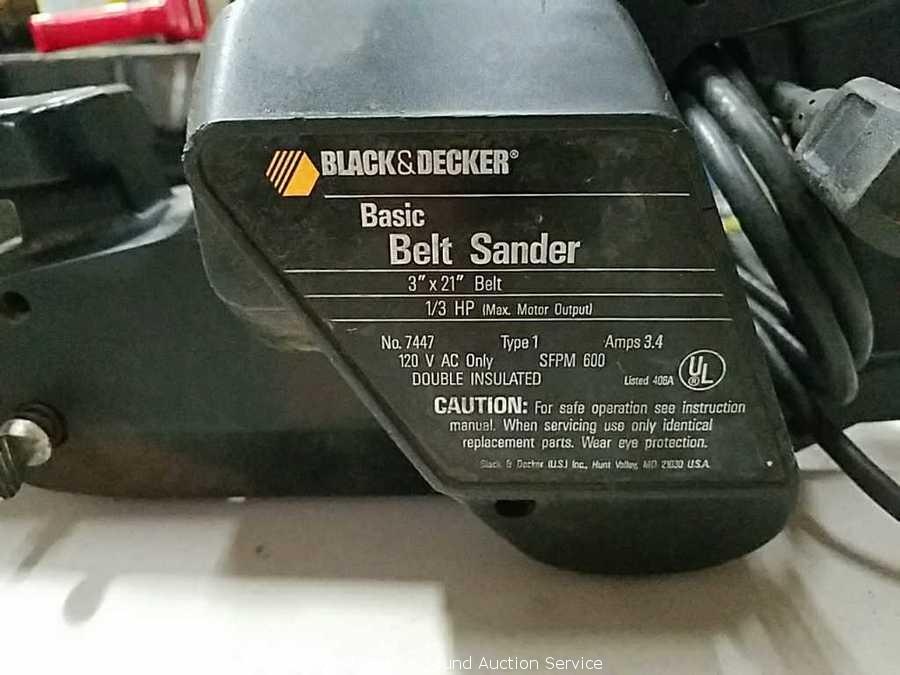 BLACK&DECKER®
Basic
Belt Sander
3" x 21" Belt
1/3 HP (Max. Motor Output)
No. 7447 Type 1 Amps 3.4
120 V AC Only SFPM 600
DOUBLE INSULATED Listed 406A UL®
CAUTION: For safe operation see instruction
manual. When servicing use only identical
replacement parts. Wear eye protection.
Black & Decker (U.S.) Inc., Hunt Valley, MD 21030 U.S.A.
und Auction Service